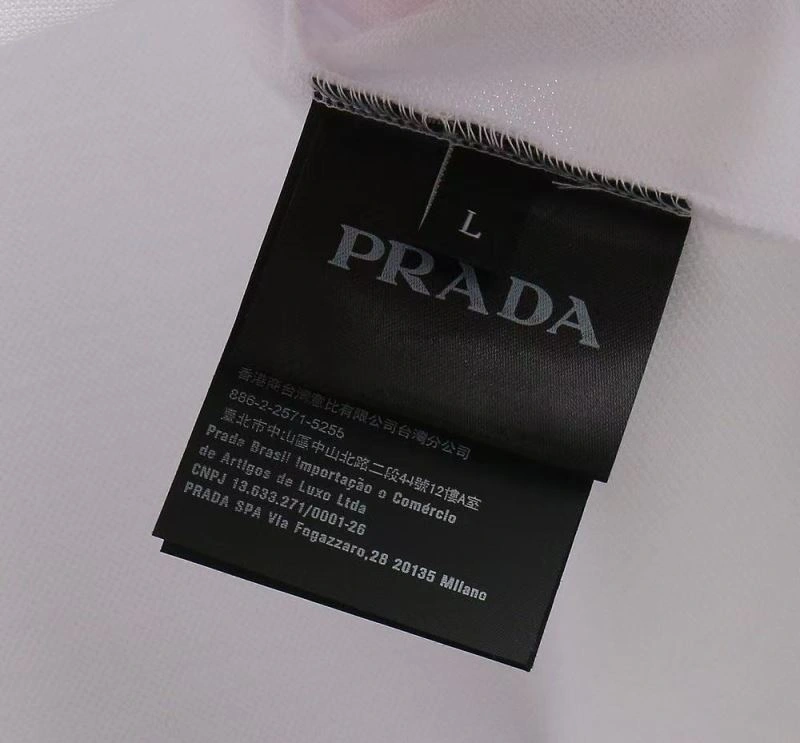 L
PRADA
香港商台灣意比有限公司台灣分公司
886-2-2571-5255
臺北市中山區中山北路二段44號12樓A室
Prada Brasil Importação o Comércio
de Artigos de Luxo Ltda
CNPJ 13.633.271/0001-26
PRADA SPA Via Fogazzaro,28 20135 Milano